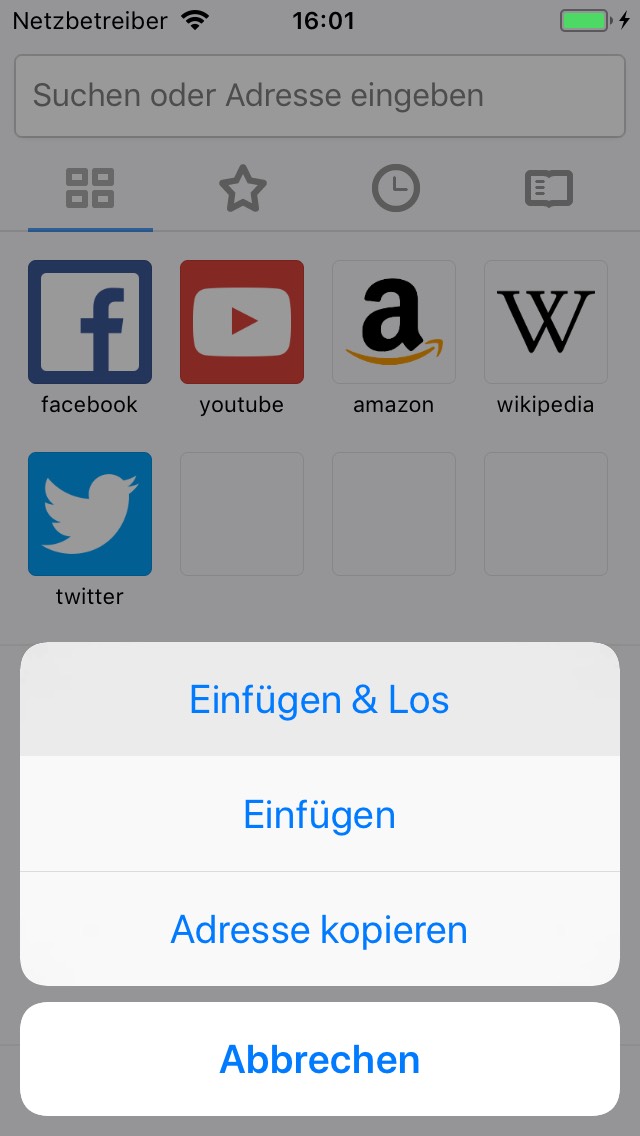 Netzbetreiber 16:01
Suchen oder Adresse eingeben
facebook youtube amazon wikipedia
twitter
Einfügen & Los
Einfügen
Adresse kopieren
Abbrechen